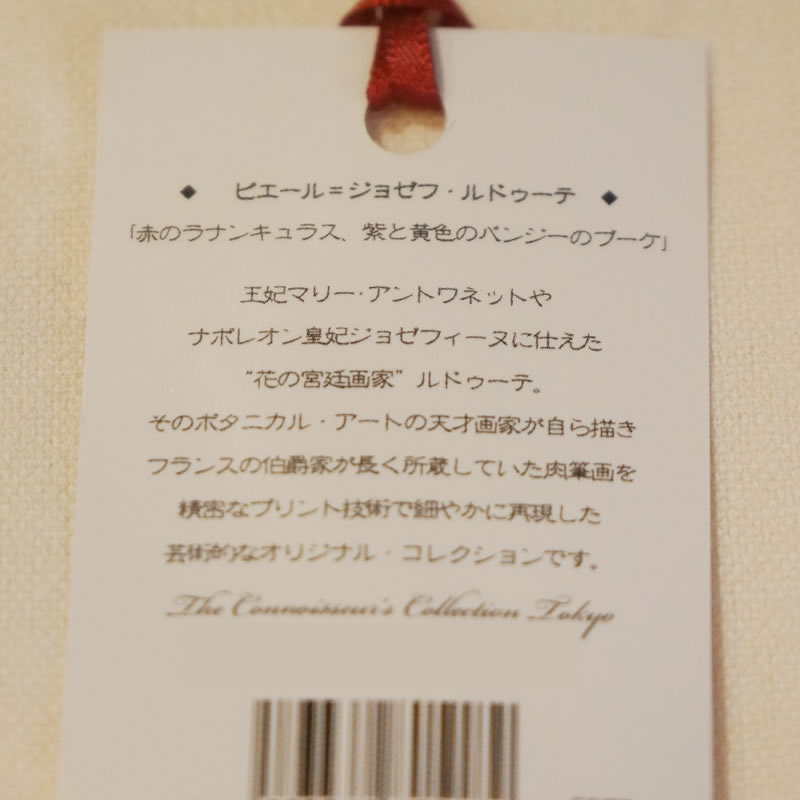 ◆ ピエール=ジョゼフ・ルドゥーテ ◆
「赤のラナンキュラス、紫と黄色のパンジーのブーケ」
王妃マリー・アントワネットや
ナポレオン皇妃ジョゼフィーヌに仕えた
“花の宮廷画家” ルドゥーテ。
そのボタニカル・アートの天才画家が自ら描き
フランスの伯爵家が長く所蔵していた肉筆画を
精密なプリント技術で細やかに再現した
芸術的なオリジナル・コレクションです。
The Connoisseur's Collection Tokyo